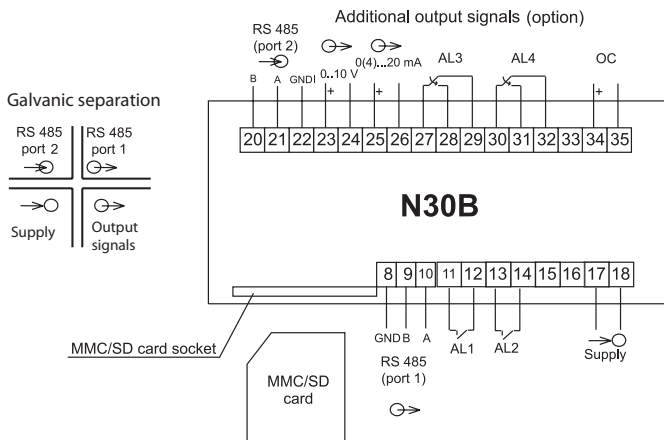 Additional output signals (option)
RS 485
(port 2)
0..10 V
0(4)...20 mA
AL3
AL4
OC
B
A
GNDI
+
+
+
20 21 22 23 24 25 26 27 28 29 30 31 32 33 34 35
Galvanic separation
RS 485
port 2
RS 485
port 1
Supply
Output
signals
N30B
8 9 10 11 12 13 14 15 16 17 18
GND B A
AL1
AL2
Supply
RS 485
(port 1)
MMC/SD card socket
MMC/SD
card